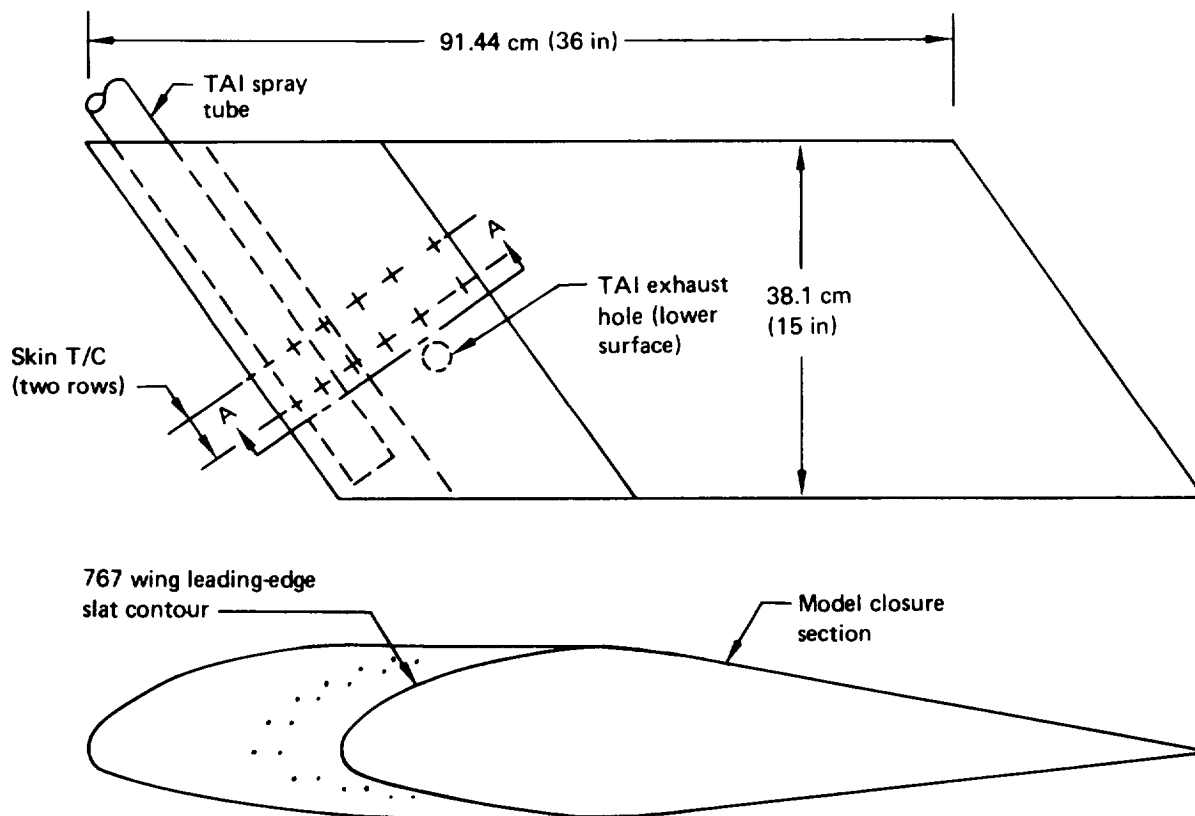 91.44 cm (36 in)
TAI spray
tube
A
TAI exhaust
hole (lower
surface)
38.1 cm
(15 in)
Skin T/C
(two rows)
A
767 wing leading-edge
slat contour
Model closure
section